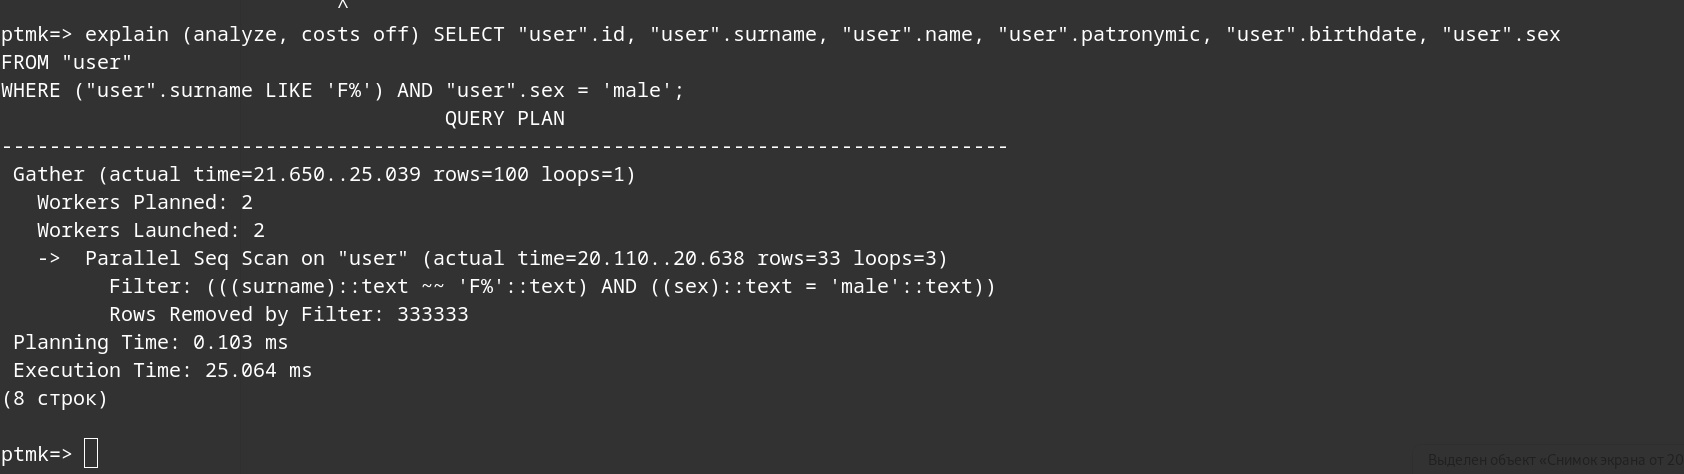 ^
ptmk=> explain (analyze, costs off) SELECT "user".id, "user".surname, "user".name, "user".patronymic, "user".birthdate, "user".sex
FROM "user"
WHERE ("user".surname LIKE 'F%') AND "user".sex = 'male';
QUERY PLAN
------------------------------------------------------------------------------------
Gather (actual time=21.650..25.039 rows=100 loops=1)
Workers Planned: 2
Workers Launched: 2
->  Parallel Seq Scan on "user" (actual time=20.110..20.638 rows=33 loops=3)
Filter: (((surname)::text ~~ 'F%'::text) AND ((sex)::text = 'male'::text))
Rows Removed by Filter: 333333
Planning Time: 0.103 ms
Execution Time: 25.064 ms
(8 строк)
ptmk=>
Выделен объект «Снимок экрана от 20